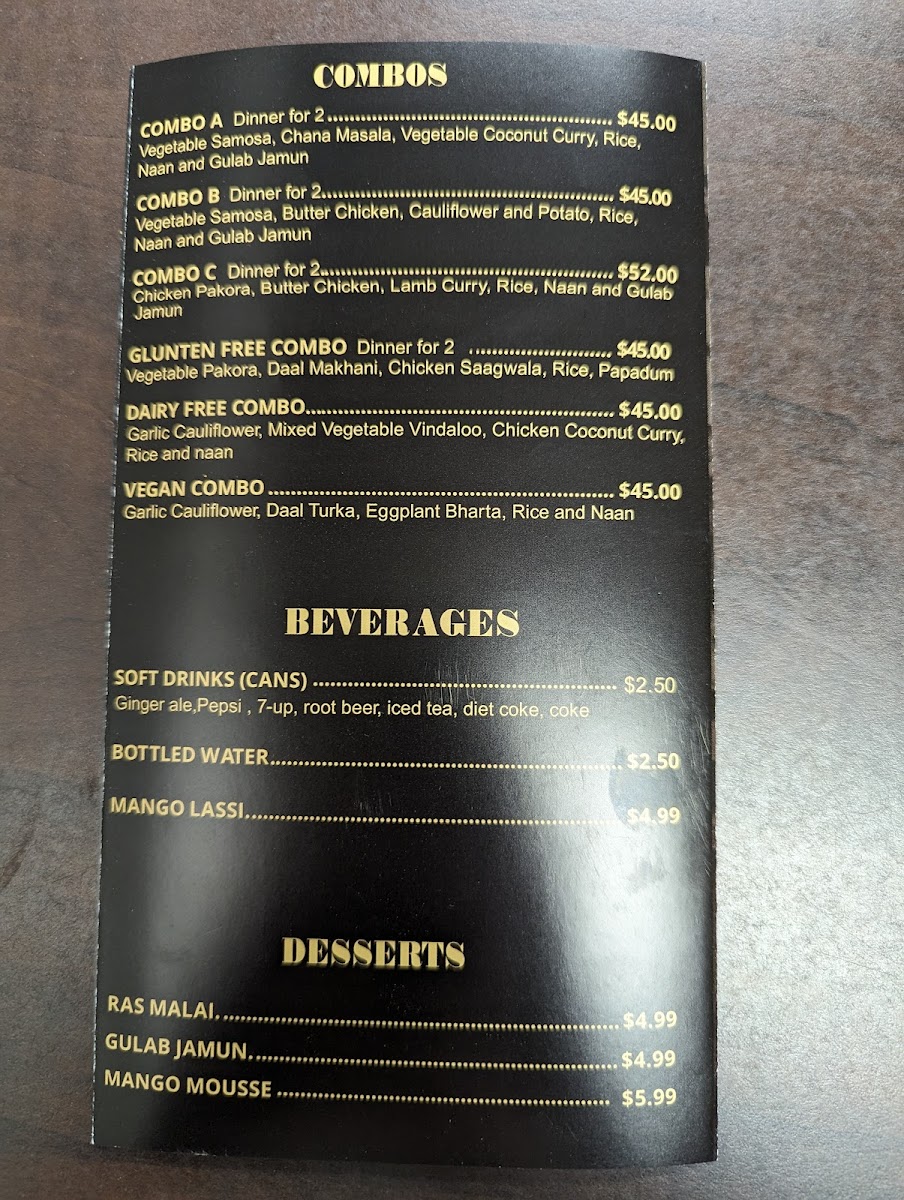 COMBOS
COMBO A Dinner for 2................................................ $45.00
Vegetable Samosa, Chana Masala, Vegetable Coconut Curry, Rice,
Naan and Gulab Jamun
COMBO B Dinner for 2................................................. $45.00
Vegetable Samosa, Butter Chicken, Cauliflower and Potato, Rice,
Naan and Gulab Jamun
COMBO C Dinner for 2................................................. $52.00
Chicken Pakora, Butter Chicken, Lamb Curry, Rice, Naan and Gulab
Jamun
GLUNTEN FREE COMBO Dinner for 2 ........................ $45.00
Vegetable Pakora, Daal Makhani, Chicken Saagwala, Rice, Papadum
DAIRY FREE COMBO.................................................... $45.00
Garlic Cauliflower, Mixed Vegetable Vindaloo, Chicken Coconut Curry,
Rice and naan
VEGAN COMBO .......................................................... $45.00
Garlic Cauliflower, Daal Turka, Eggplant Bharta, Rice and Naan
BEVERAGES
SOFT DRINKS (CANS) ................................................... $2.50
Ginger ale,Pepsi , 7-up, root beer, iced tea, diet coke, coke
BOTTLED WATER........................................................... $2.50
MANGO LASSI............................................................... $4.99
DESSERTS
RAS MALAI.................................................................... $4.99
GULAB JAMUN.............................................................. $4.99
MANGO MOUSSE ........................................................ $5.99